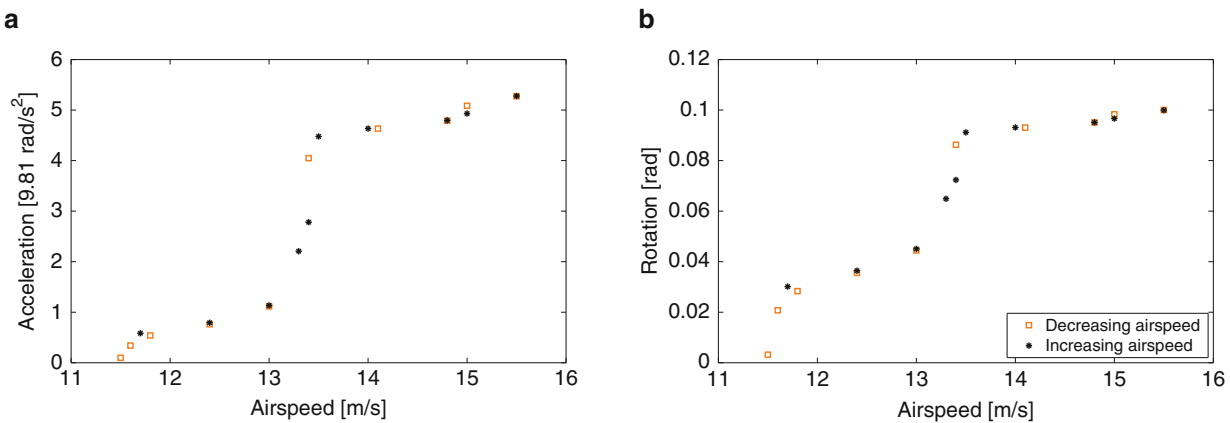 a
6
5
4
3
2
1
0
Acceleration [9.81 rad/s²]
11 12 13 14 15 16
Airspeed [m/s]
b
0.12
0.1
0.08
0.06
0.04
0.02
0
Rotation [rad]
Decreasing airspeed
Increasing airspeed
11 12 13 14 15 16
Airspeed [m/s]